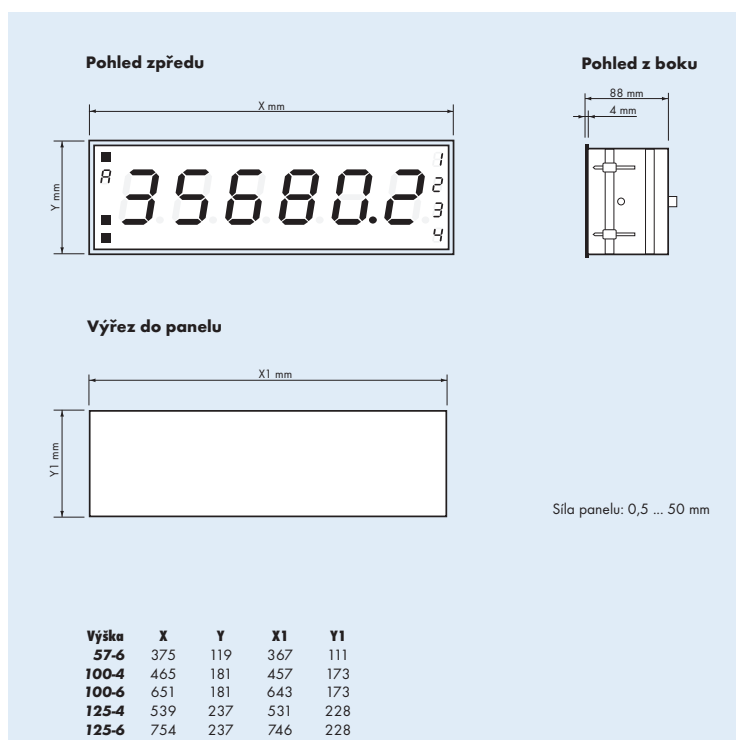 Pohled zpředu
Pohled z boku
X mm
88 mm
4 mm
Y mm
A
35680.2
1
2
3
4
Výřez do panelu
X1 mm
Y1 mm
Síla panelu: 0,5 ... 50 mm
Výška X Y X1 Y1
57-6 375 119 367 111
100-4 465 181 457 173
100-6 651 181 643 173
125-4 539 237 531 228
125-6 754 237 746 228